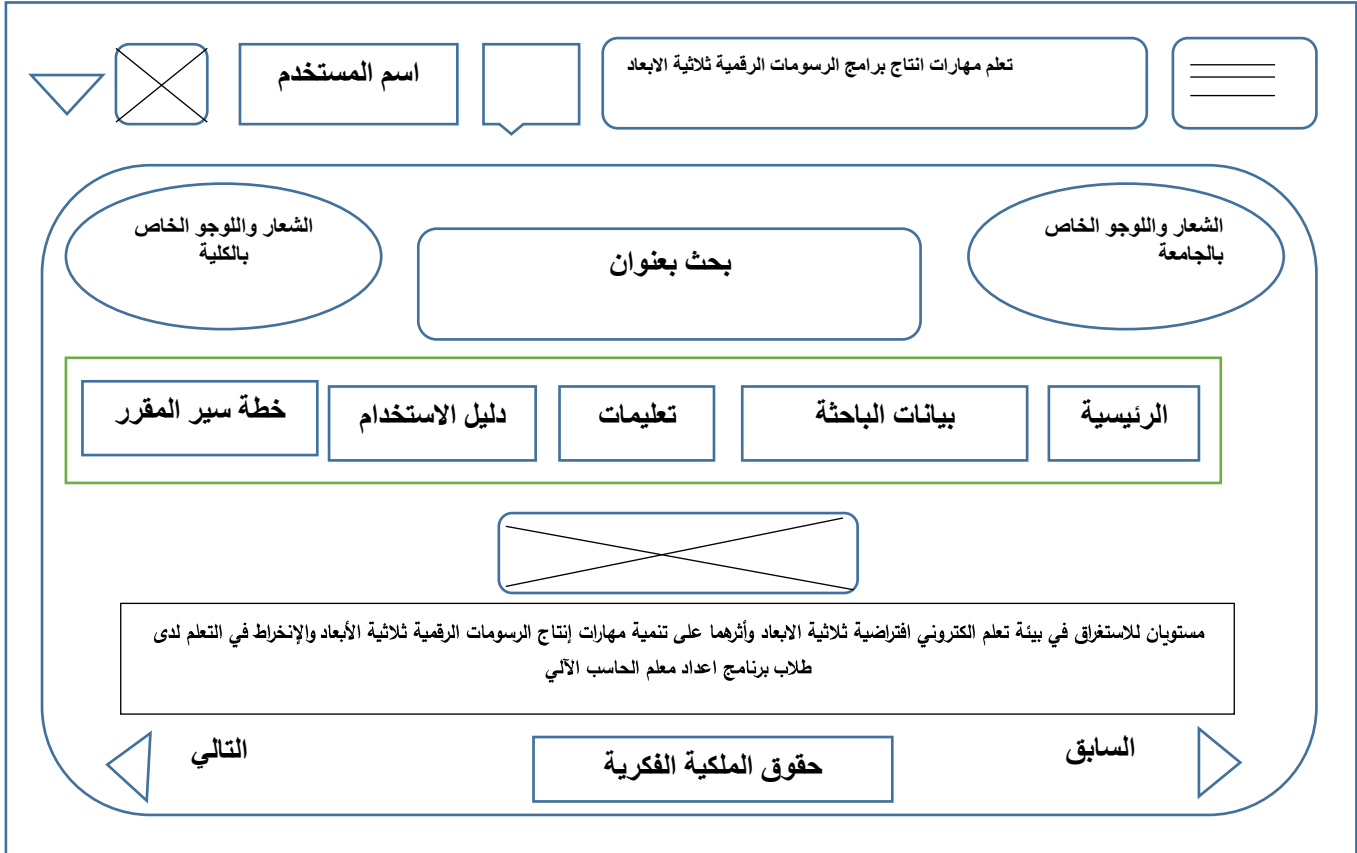 تعلم مهارات انتاج برامج الرسومات الرقمية ثلاثية الابعاد
اسم المستخدم
الشعار واللوجو الخاص
بالجامعة
بحث بعنوان
الشعار واللوجو الخاص
بالكلية
الرئيسية
بيانات الباحثة
تعليمات
دليل الاستخدام
خطة سير المقرر
مستويان للاستغراق في بيئة تعلم الكتروني افتراضية ثلاثية الابعاد وأثرهما على تنمية مهارات إنتاج الرسومات الرقمية ثلاثية الأبعاد والإنخراط في التعلم لدى
طلاب برنامج اعداد معلم الحاسب الآلي
السابق
حقوق الملكية الفكرية
التالي